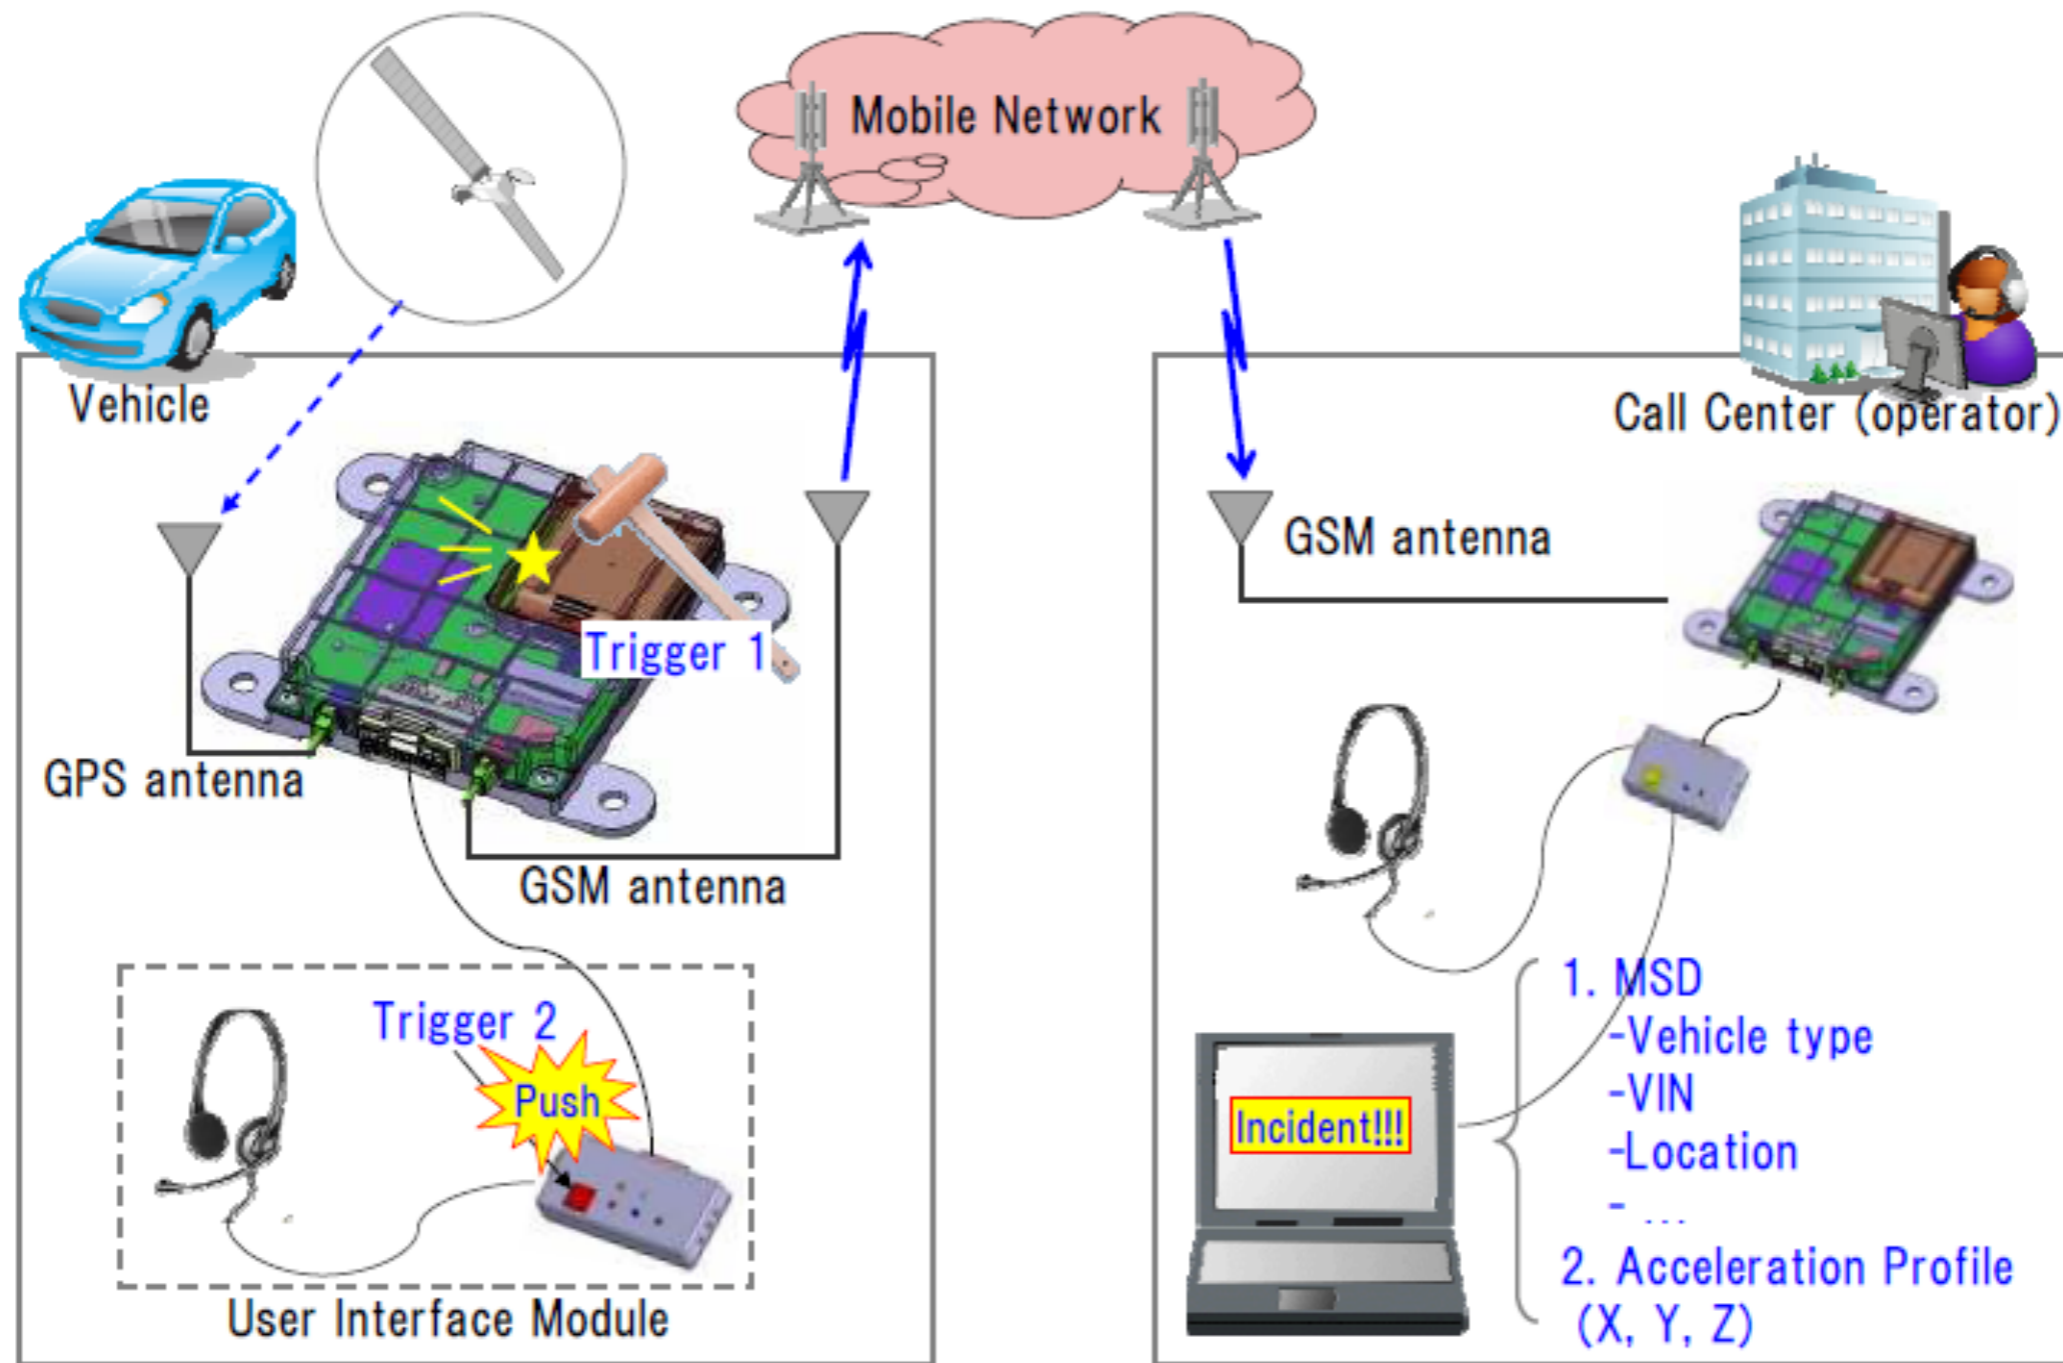 Mobile Network
Vehicle
Trigger 1
GPS antenna
GSM antenna
Trigger 2
Push
User Interface Module
Call Center (operator)
GSM antenna
Incident!!!
1. MSD
-Vehicle type
-VIN
-Location
- ...
2. Acceleration Profile
(X, Y, Z)